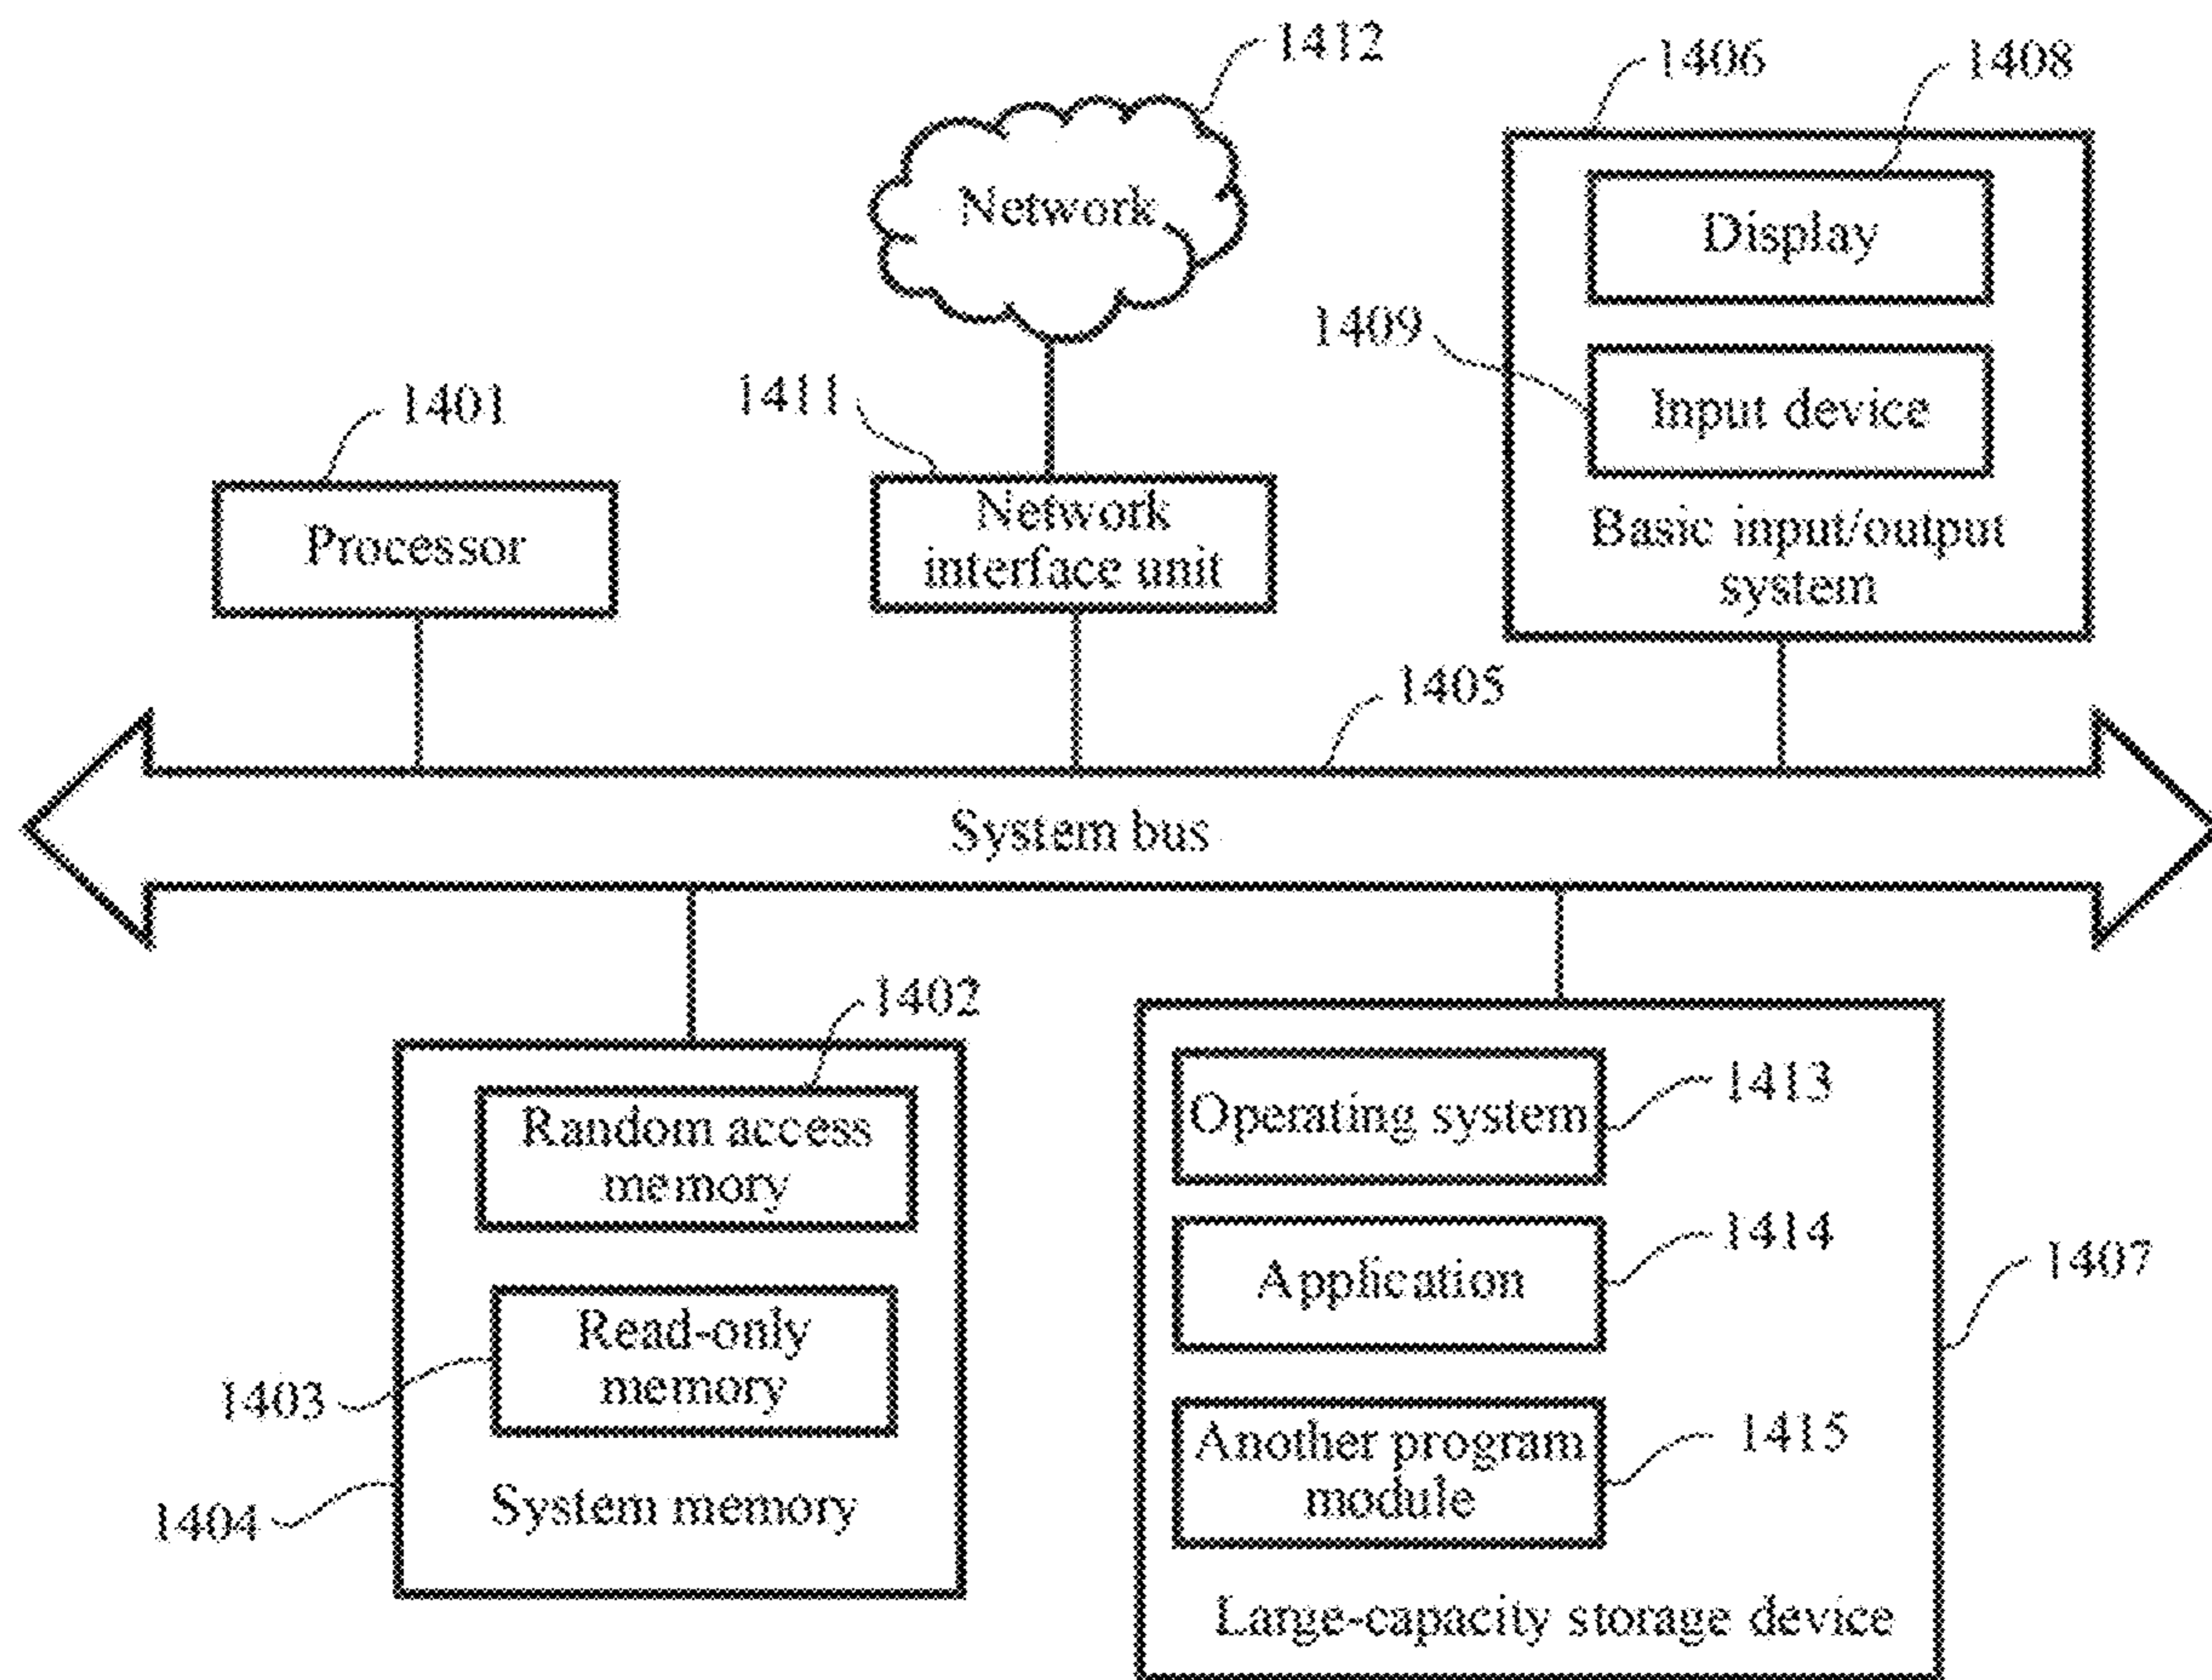 1412
1406
1408
Network
Display
1409
Input device
1411
1401
Network
interface unit
Processor
Basic input/output
system
1405
System bus
1402
Random access
memory
1413
Operating system
1414
Application
1407
Read-only
memory
1403
1415
Another program
module
System memory
1404
Large-capacity storage device